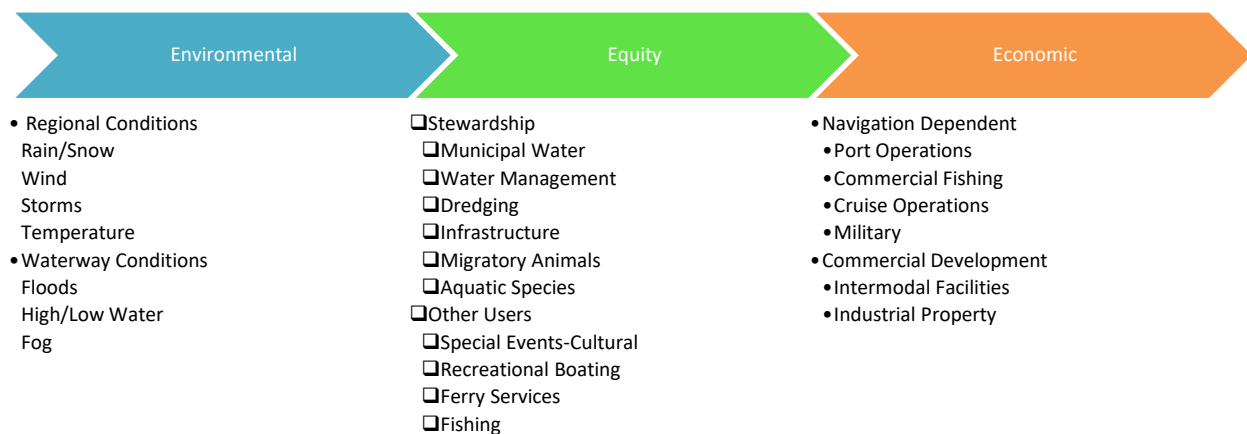 Environmental
Equity
Economic
• Regional Conditions
Rain/Snow
Wind
Storms
Temperature
• Waterway Conditions
Floods
High/Low Water
Fog
❑Stewardship
❑Municipal Water
❑Water Management
❑Dredging
❑Infrastructure
❑Migratory Animals
❑Aquatic Species
❑Other Users
❑Special Events-Cultural
❑Recreational Boating
❑Ferry Services
❑Fishing
•Navigation Dependent
•Port Operations
•Commercial Fishing
•Cruise Operations
•Military
•Commercial Development
•Intermodal Facilities
•Industrial Property